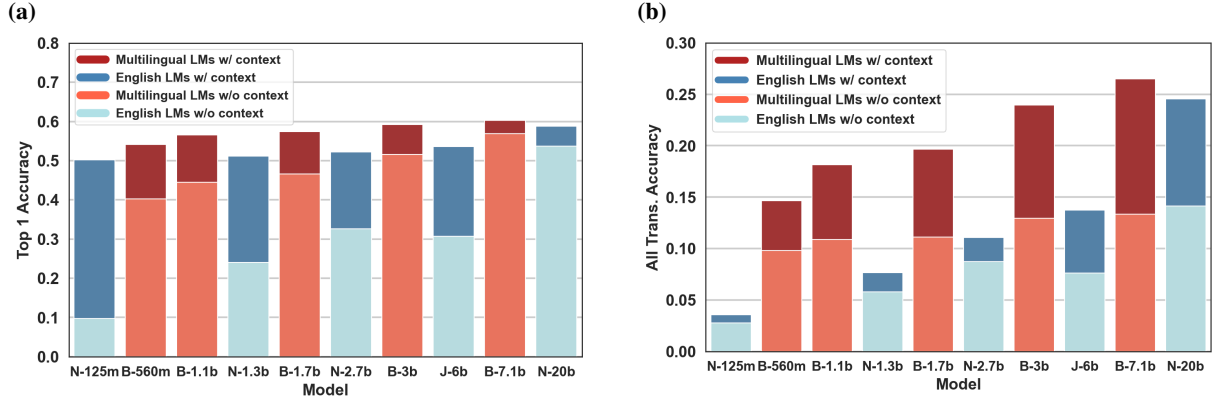 (a)
0.8
0.7
0.6
0.5
0.4
0.3
0.2
0.1
0.0
Top 1 Accuracy
Multilingual LMs w/ context
English LMs w/ context
Multilingual LMs w/o context
English LMs w/o context
N-125m B-560m B-1.1b N-1.3b B-1.7b N-2.7b B-3b J-6b B-7.1b N-20b
Model
(b)
0.30
0.25
0.20
0.15
0.10
0.05
0.00
All Trans. Accuracy
Multilingual LMs w/ context
English LMs w/ context
Multilingual LMs w/o context
English LMs w/o context
N-125m B-560m B-1.1b N-1.3b B-1.7b N-2.7b B-3b J-6b B-7.1b N-20b
Model